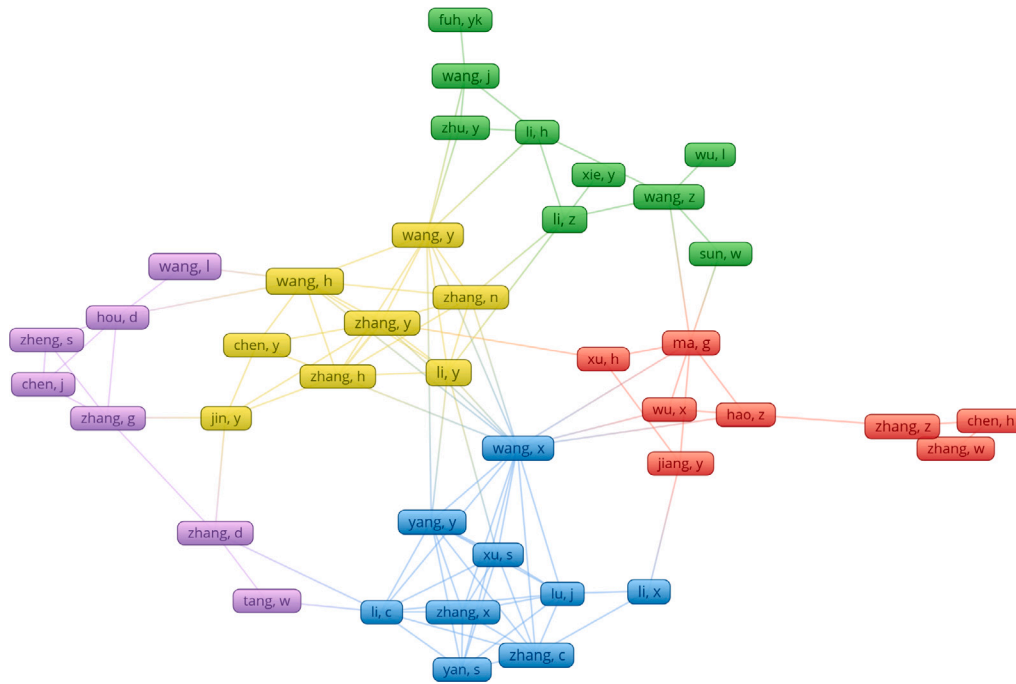 fuh, yk
wang, j
zhu, y
li, h
wu, l
xie, y
wang, z
li, z
wang, y
sun, w
wang, l
wang, h
zhang, n
hou, d
zhang, y
zheng, s
chen, y
ma, g
xu, h
zhang, h
li, y
chen, j
wu, x
hao, z
zhang, g
jin, y
zhang, z
chen, h
wang, x
zhang, w
jiang, y
yang, y
zhang, d
xu, s
lu, j
li, x
tang, w
li, c
zhang, x
zhang, c
yan, s